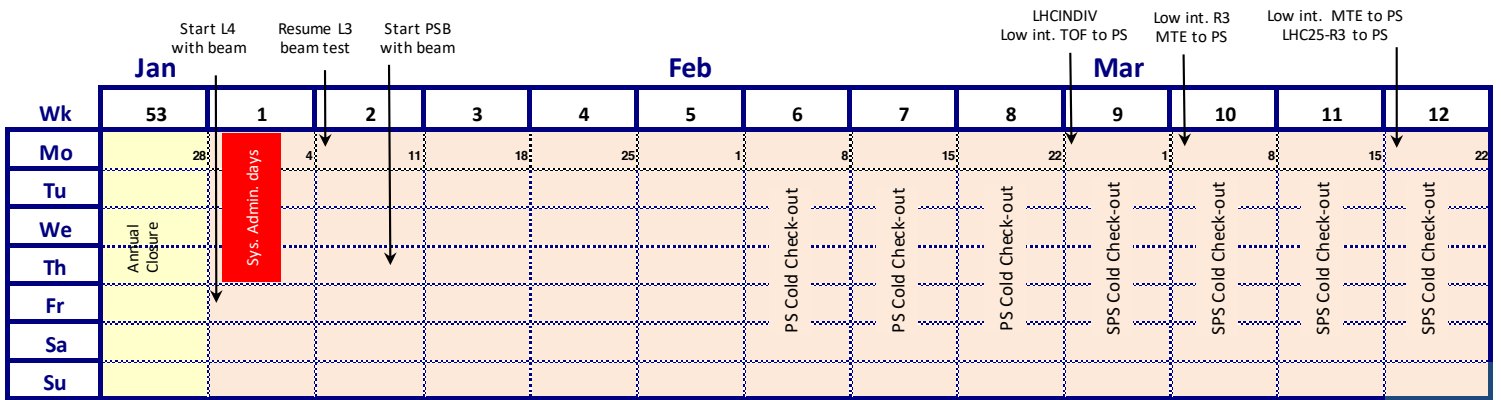 Start L4
with beam
Resume L3
beam test
Start PSB
with beam
LHCINDIV
Low int. TOF to PS
Low int. R3
MTE to PS
Low int. MTE to PS
LHC25-R3 to PS
Jan Feb Mar
Wk 53 1 2 3 4 5 6 7 8 9 10 11 12
Mo 28 4 11 18 25 1 8 15 22 1 8 15 22
Tu
We
Th
Fr
Sa
Su
Annual
Closure
Sys. Admin. days
PS Cold Check-out
PS Cold Check-out
PS Cold Check-out
SPS Cold Check-out
SPS Cold Check-out
SPS Cold Check-out
SPS Cold Check-out